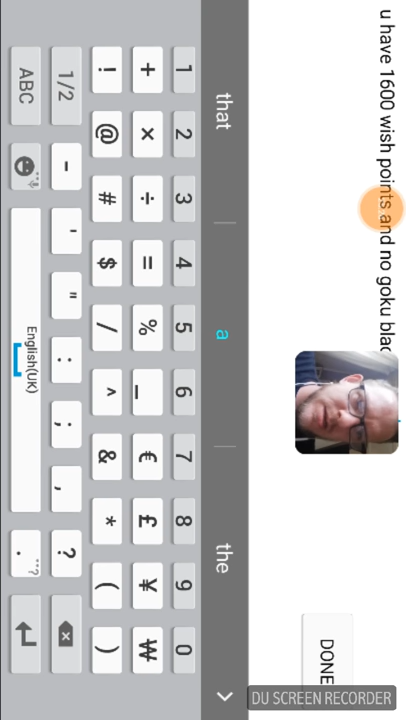 u have 1600 wish points and no goku blac
DONE
that a the
1 2 3 4 5 6 7 8 9 0
+ × ÷ = % _ € £ ¥ ₩
! @ # $ / ^ & * ( )
1/2 - ' " : ; , ?
ABC English(UK) . ..?
DU SCREEN RECORDER